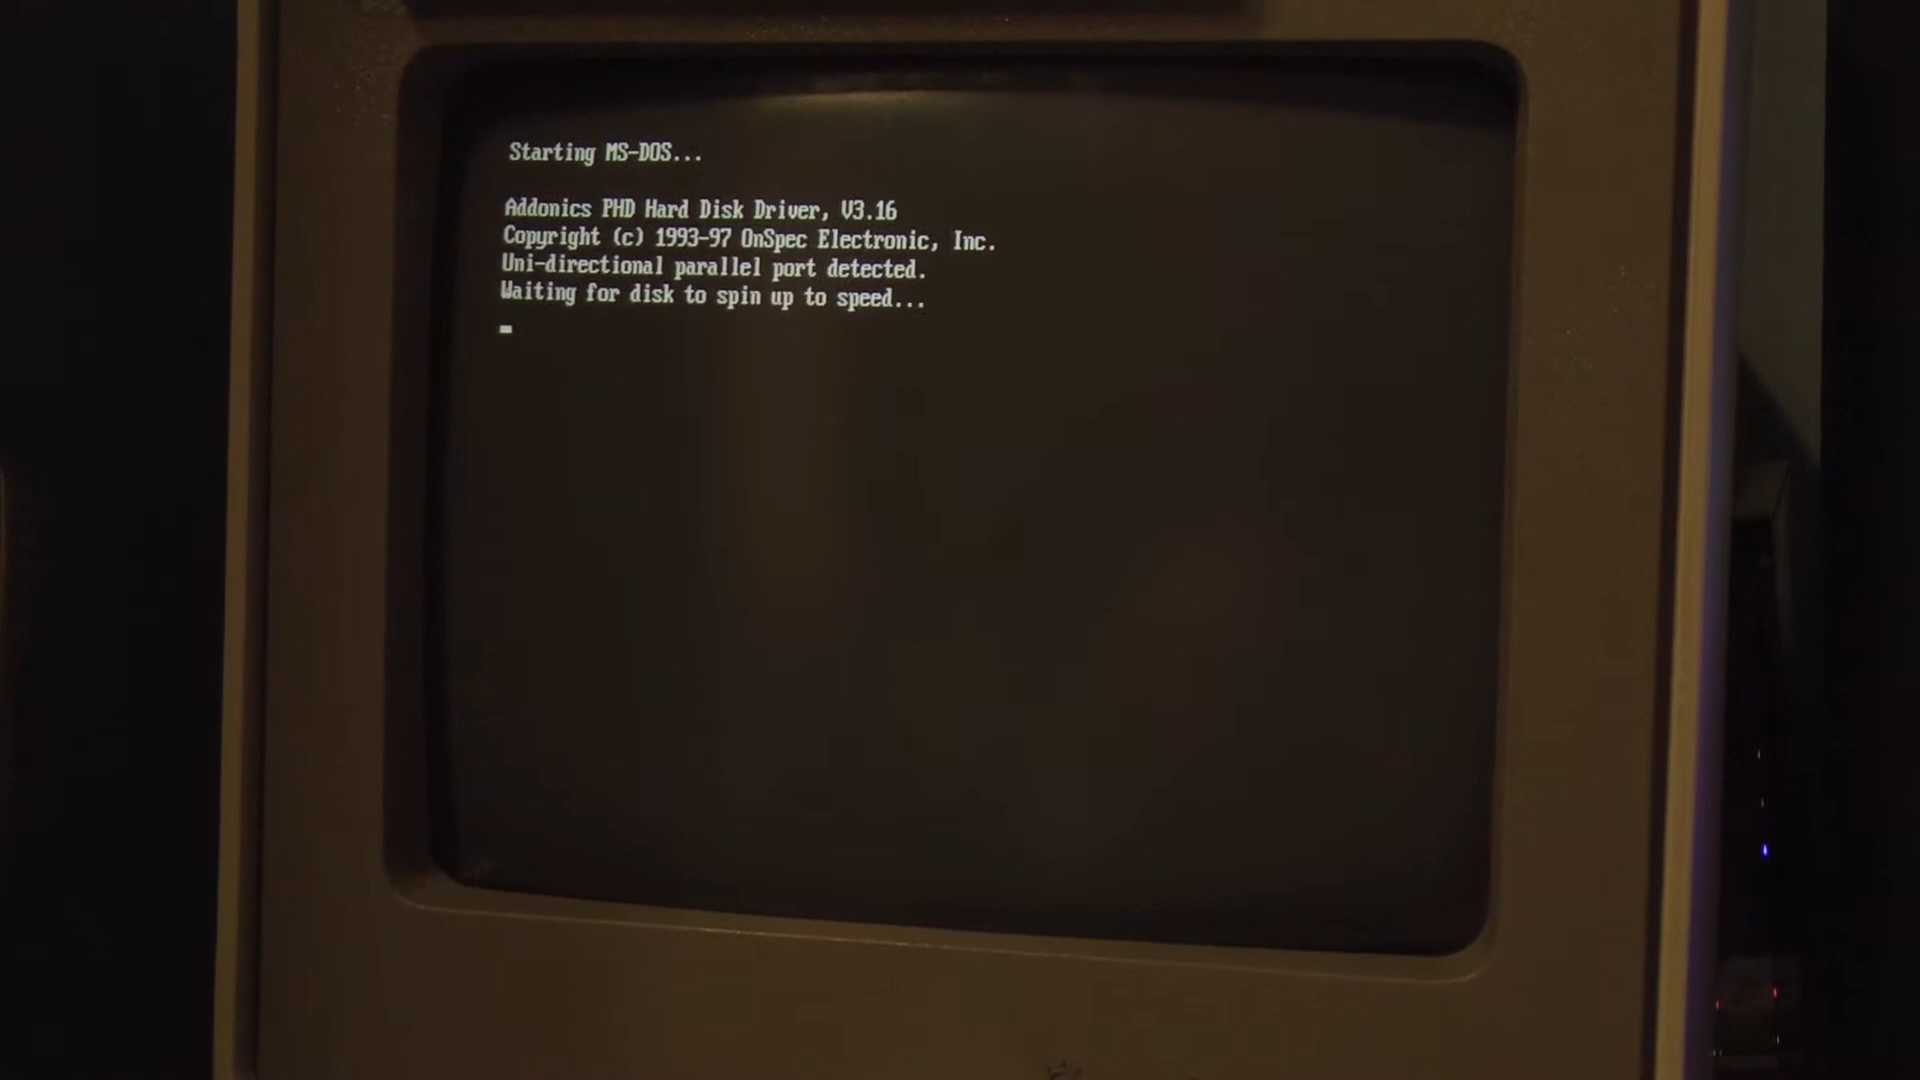 Starting MS-DOS...
Addonics PHD Hard Disk Driver, V3.16
Copyright (c) 1993-97 OnSpec Electronic, Inc.
Uni-directional parallel port detected.
Waiting for disk to spin up to speed...